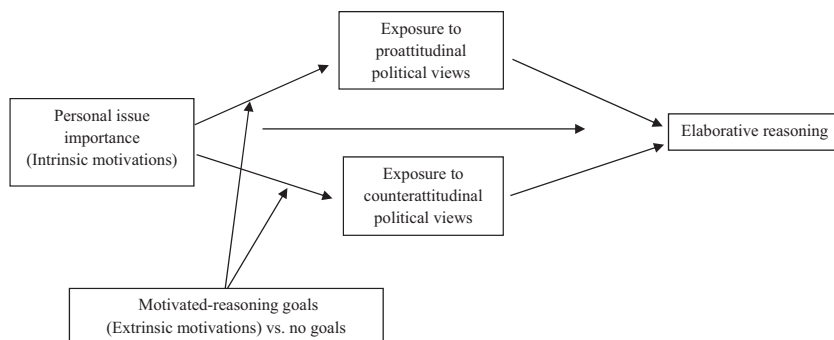 Exposure to
proattitudinal
political views
Personal issue
importance
(Intrinsic motivations)
Elaborative reasoning
Exposure to
counterattitudinal
political views
Motivated-reasoning goals
(Extrinsic motivations) vs. no goals